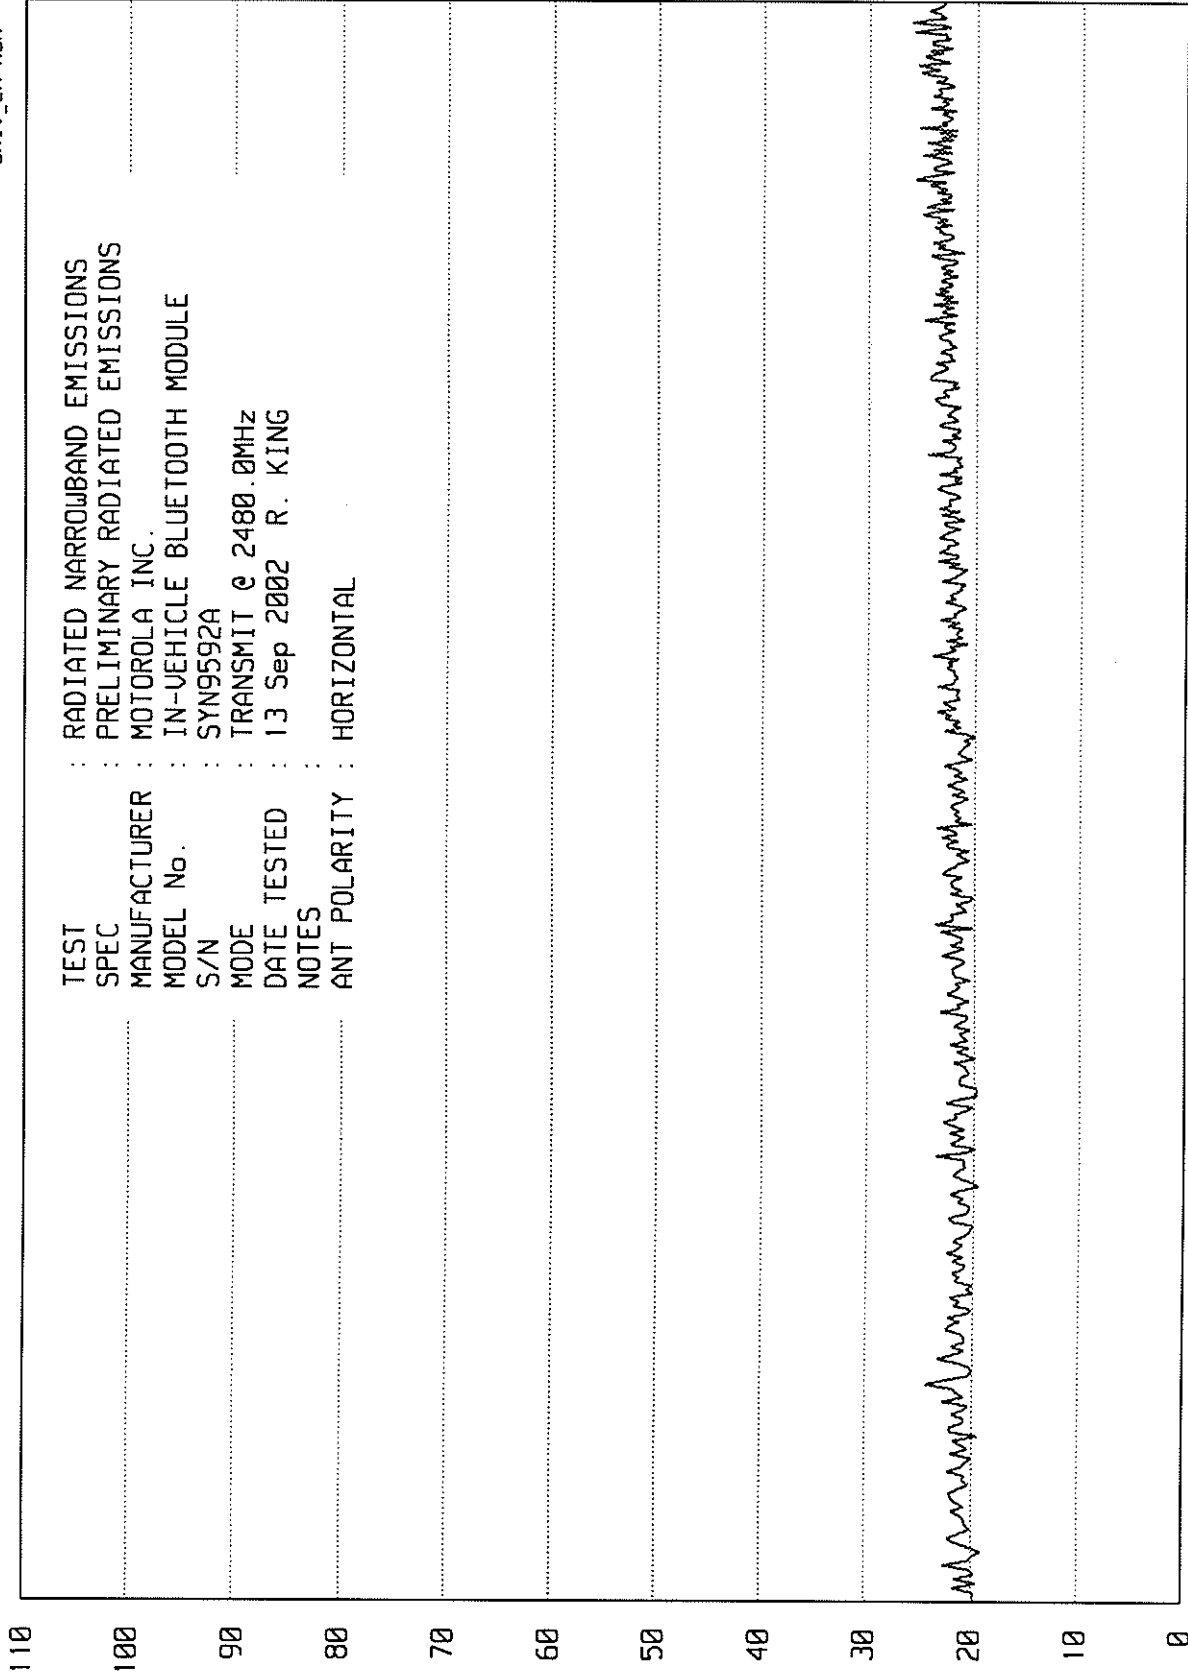 TEST : RADIATED NARROWBAND EMISSIONS
SPEC : PRELIMINARY RADIATED EMISSIONS
MANUFACTURER : MOTOROLA INC.
MODEL No. : IN-VEHICLE BLUETOOTH MODULE
S/N : SYN9592A
MODE : TRANSMIT @ 2480.0MHz
DATE TESTED : 13 Sep 2002 R. KING
NOTES :
ANT POLARITY : HORIZONTAL
110
100
90
80
70
60
50
40
30
20
10
0